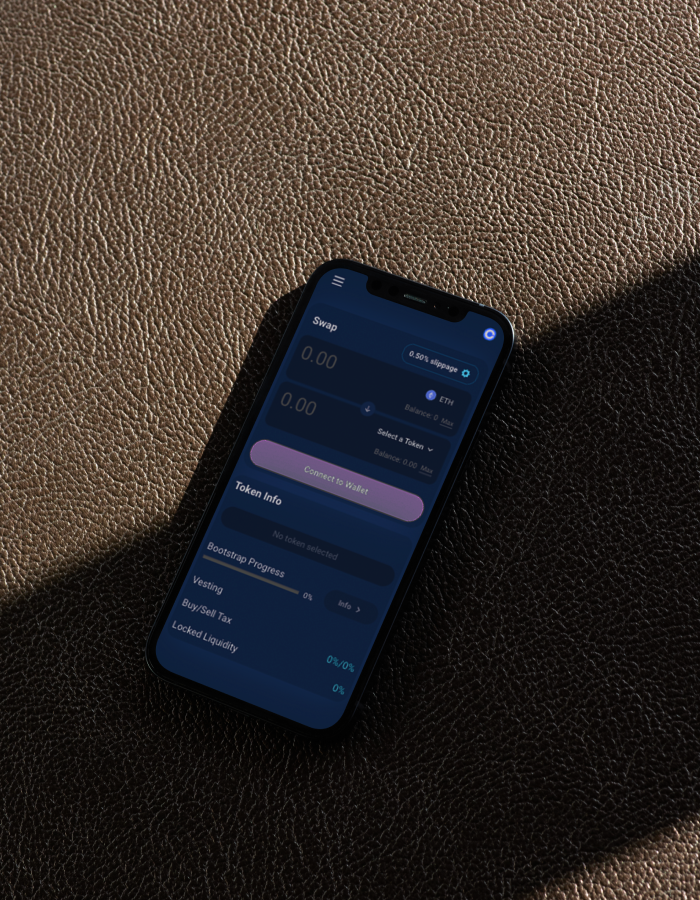 Swap
0.50% slippage
0.00
ETH
Balance: 0 Max
0.00
Select a Token
Balance: 0.00 Max
Connect to Wallet
Token Info
No token selected
Bootstrap Progress
0%
Info
Vesting
Buy/Sell Tax
0%/0%
Locked Liquidity
0%